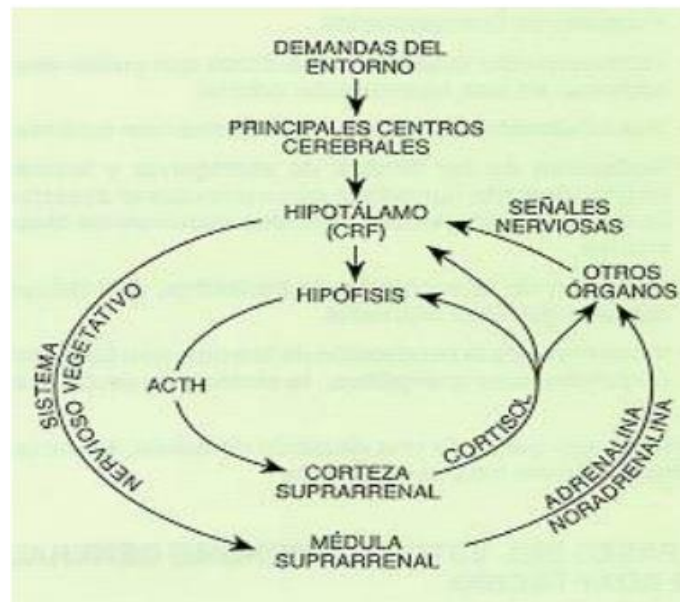 DEMANDAS DEL
ENTORNO
PRINCIPALES CENTROS
CEREBRALES
HIPOTÁLAMO
(CRF)
SEÑALES
NERVIOSAS
HIPÓFISIS
OTROS
ÓRGANOS
SISTEMA
NERVIOSO VEGETATIVO
ACTH
CORTISOL
ADRENALINA
NORADRENALINA
CORTEZA
SUPRARRENAL
MÉDULA
SUPRARRENAL